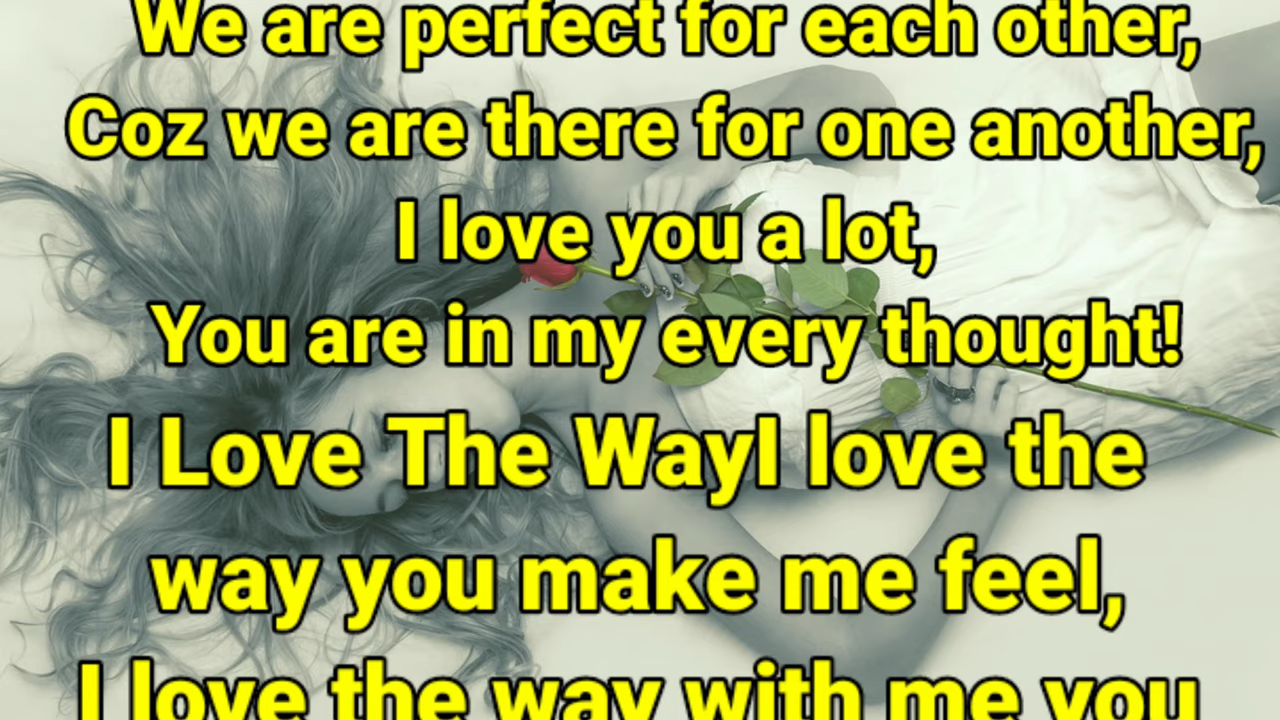 We are perfect for each other,
Coz we are there for one another,
I love you a lot,
You are in my every thought!
I Love The WayI love the
way you make me feel,
I love the way with me you